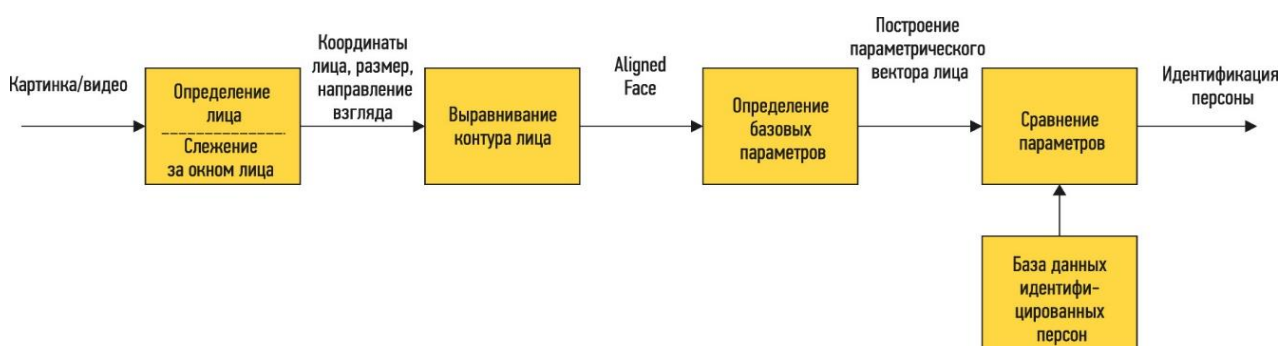 Картинка/видео
Определение
лица
Слежение
за окном лица
Координаты
лица, размер,
направление
взгляда
Выравнивание
контура лица
Aligned
Face
Определение
базовых
параметров
Построение
параметрического
вектора лица
Сравнение
параметров
Идентификация
персоны
База данных
идентифи-
цированных
персон